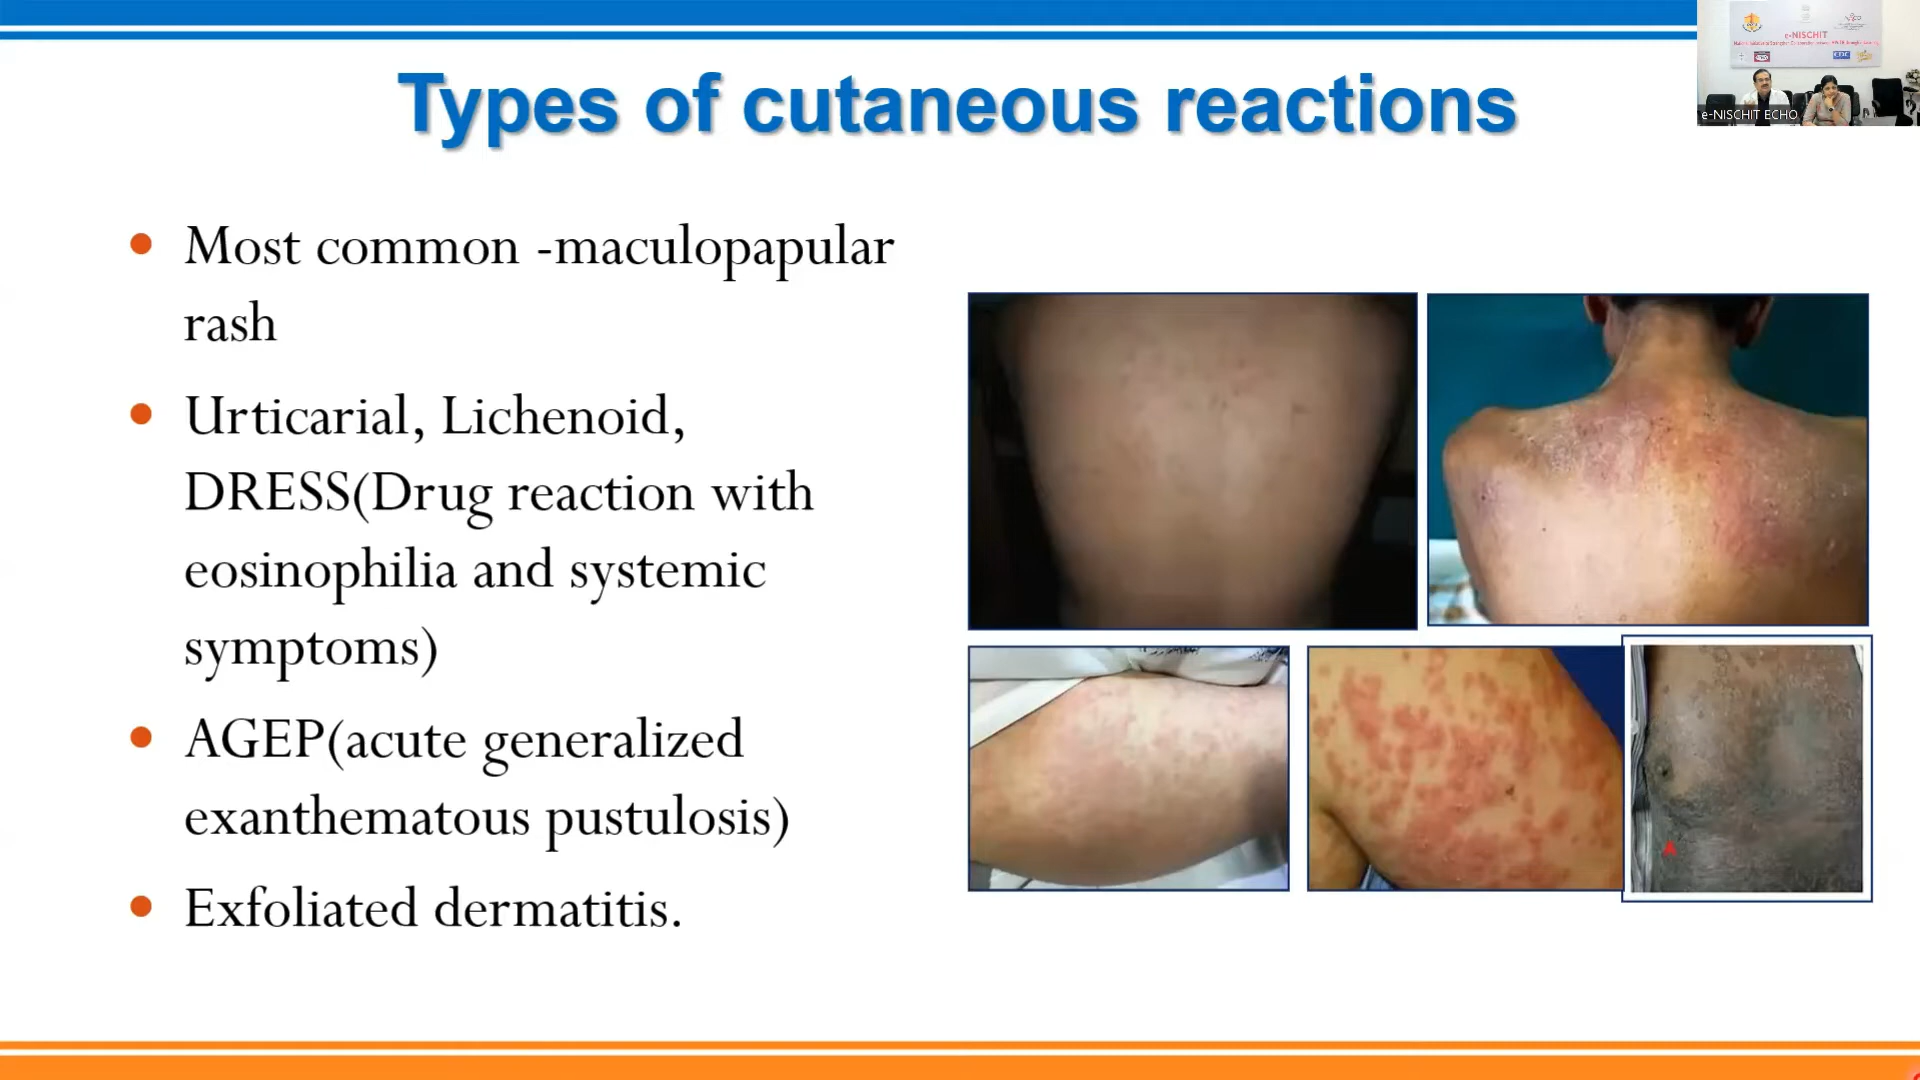 e-NISCHIT
e-NISCHIT ECHO
Types of cutaneous reactions
Most common -maculopapular
rash
Urticarial, Lichenoid,
DRESS(Drug reaction with
eosinophilia and systemic
symptoms)
AGEP(acute generalized
exanthematous pustulosis)
Exfoliated dermatitis.
A